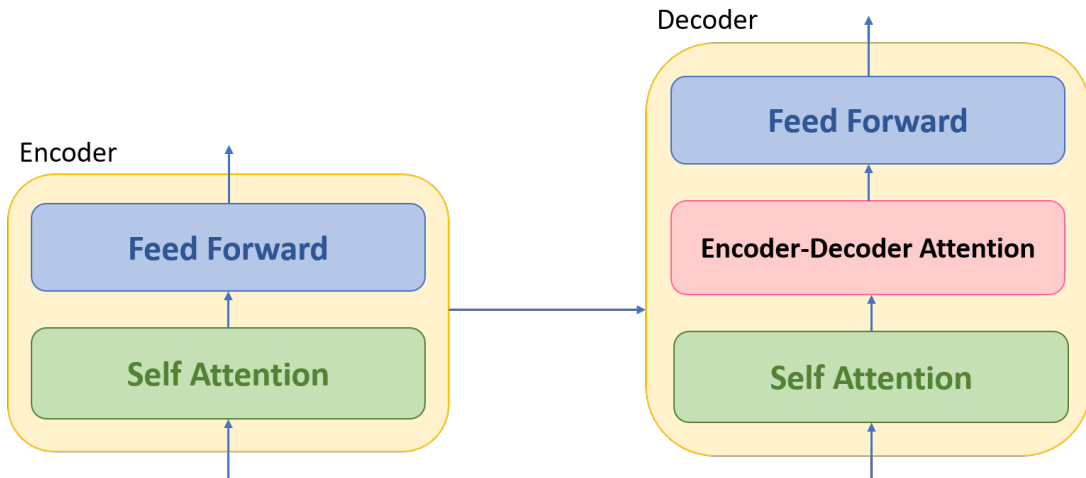 Encoder
Feed Forward
Self Attention
Decoder
Feed Forward
Encoder-Decoder Attention
Self Attention